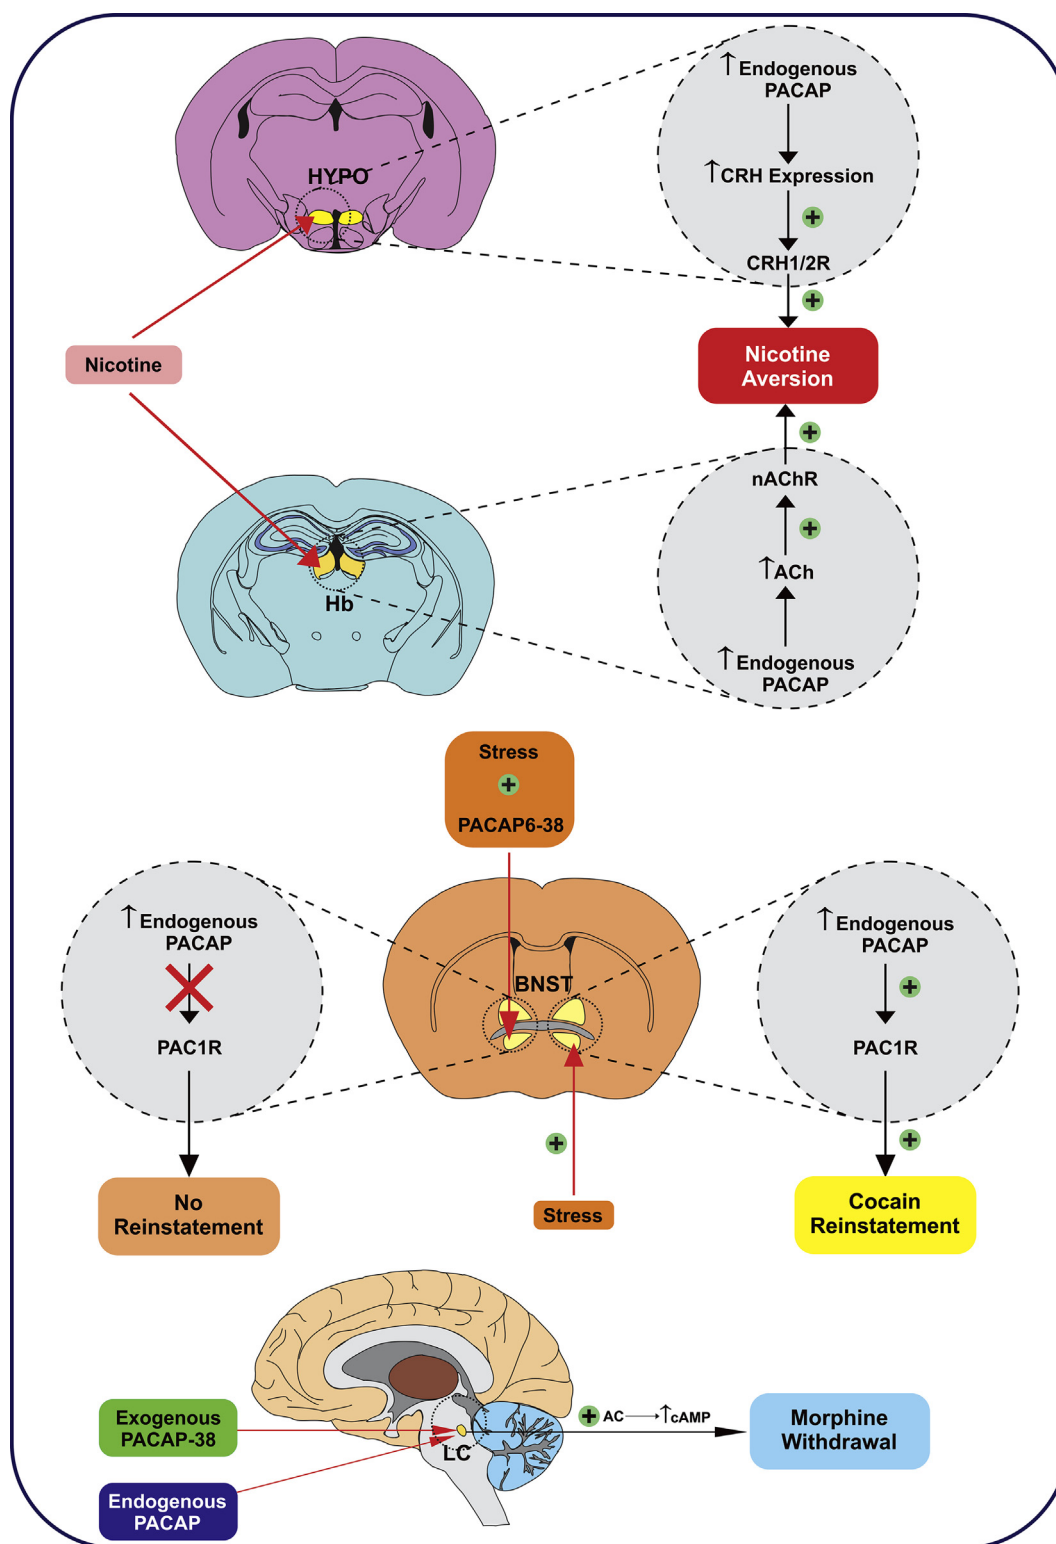 ↑Endogenous
PACAP
HYPO
↑CRH Expression
+
CRH1/2R
+
Nicotine
Nicotine
Aversion
+
nAChR
+
↑ACh
Hb
↑Endogenous
PACAP
Stress
+
PACAP6-38
↑Endogenous
PACAP
PAC1R
No
Reinstatement
BNST
+
Stress
↑Endogenous
PACAP
+
PAC1R
+
Cocain
Reinstatement
Exogenous
PACAP-38
Endogenous
PACAP
LC
+ AC → ↑cAMP
Morphine
Withdrawal